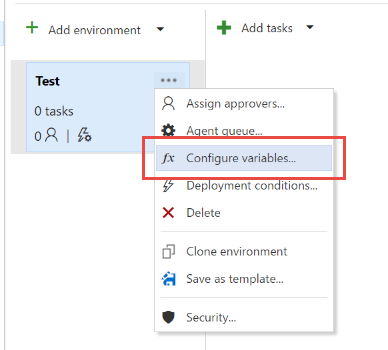 Add environment
Add tasks
Test
...
0 tasks
0
Assign approvers...
Agent queue...
fx Configure variables...
Deployment conditions...
Delete
Clone environment
Save as template...
Security...